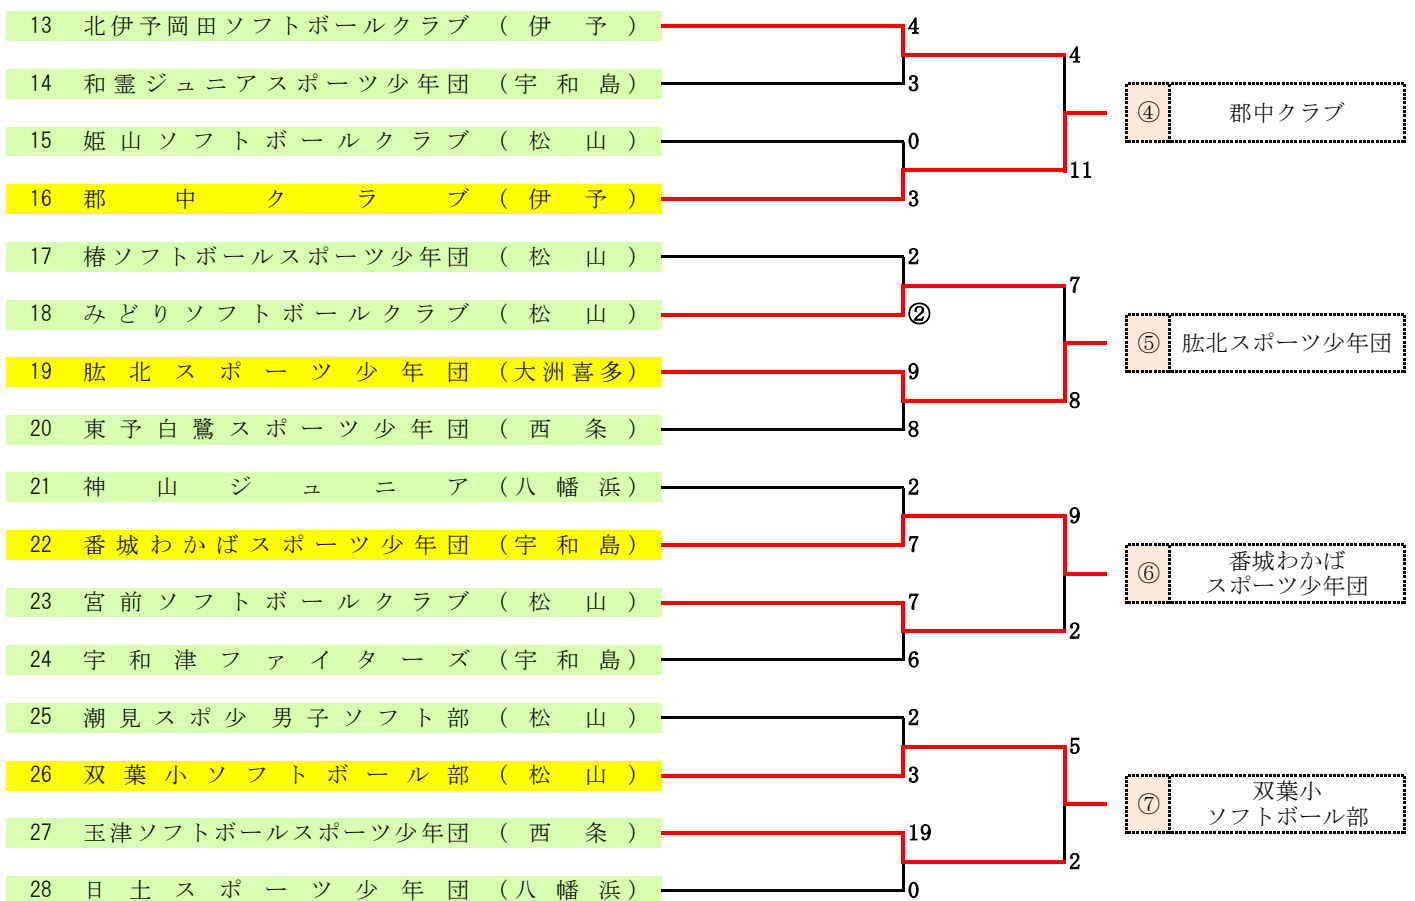 13 北伊予岡田ソフトボールクラブ （ 伊 予 ） 4
4
14 和霊ジュニアスポーツ少年団 （宇和島） 3
④ 郡中クラブ
15 姫山ソフトボールクラブ （ 松 山 ） 0
11
16 郡中クラブ （ 伊 予 ） 3
17 椿ソフトボールスポーツ少年団 （ 松 山 ） 2
7
18 みどりソフトボールクラブ （ 松 山 ） ②
⑤ 肱北スポーツ少年団
19 肱北スポーツ少年団 （大洲喜多） 9
8
20 東予白鷺スポーツ少年団 （ 西 条 ） 8
21 神山ジュニア （八幡浜） 2
9
22 番城わかばスポーツ少年団 （宇和島） 7
⑥ 番城わかば
スポーツ少年団
23 宮前ソフトボールクラブ （ 松 山 ） 7
2
24 宇和津ファイターズ （宇和島） 6
25 潮見スポ少 男子ソフト部 （ 松 山 ） 2
5
26 双葉小ソフトボール部 （ 松 山 ） 3
⑦ 双葉小
ソフトボール部
27 玉津ソフトボールスポーツ少年団 （ 西 条 ） 19
2
28 日土スポーツ少年団 （八幡浜） 0